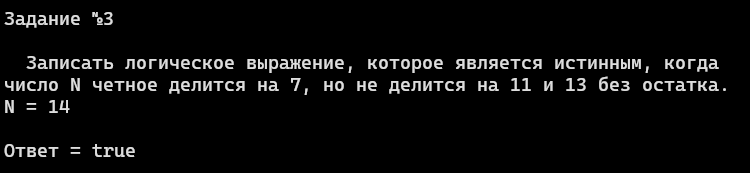 Задание №3
Записать логическое выражение, которое является истинным, когда
число N четное делится на 7, но не делится на 11 и 13 без остатка.
N = 14
Ответ = true